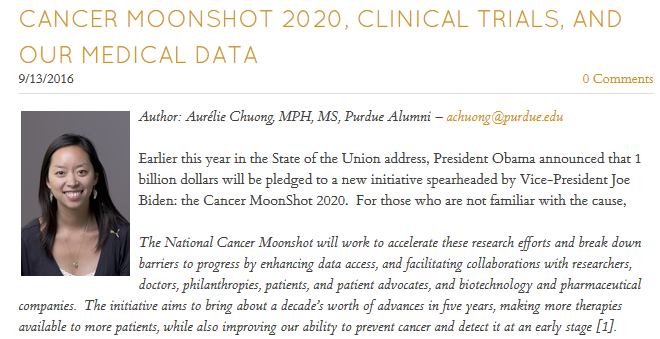 CANCER MOONSHOT 2020, CLINICAL TRIALS, AND
OUR MEDICAL DATA
9/13/2016
0 Comments
Author: Aurélie Chuong, MPH, MS, Purdue Alumni – achuong@purdue.edu
Earlier this year in the State of the Union address, President Obama announced that 1
billion dollars will be pledged to a new initiative spearheaded by Vice-President Joe
Biden: the Cancer MoonShot 2020.  For those who are not familiar with the cause,
The National Cancer Moonshot will work to accelerate these research efforts and break down
barriers to progress by enhancing data access, and facilitating collaborations with researchers,
doctors, philanthropies, patients, and patient advocates, and biotechnology and pharmaceutical
companies.  The initiative aims to bring about a decade's worth of advances in five years, making more therapies
available to more patients, while also improving our ability to prevent cancer and detect it at an early stage [1].